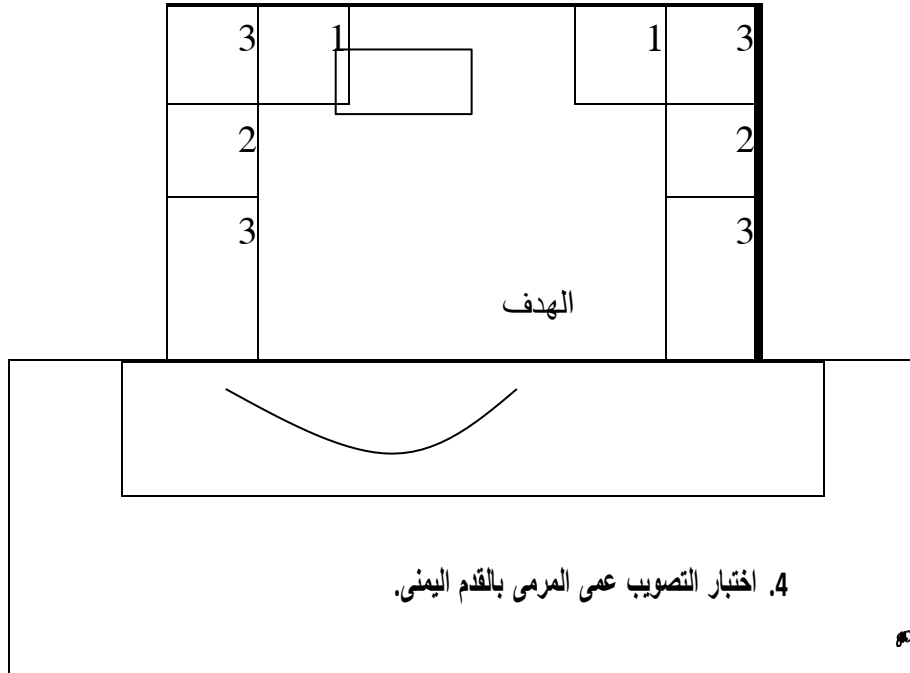 3 1 1 3
2 2
3 3
الهدف
4. اختبار التصويب عمى المرمى بالقدم اليمنى.